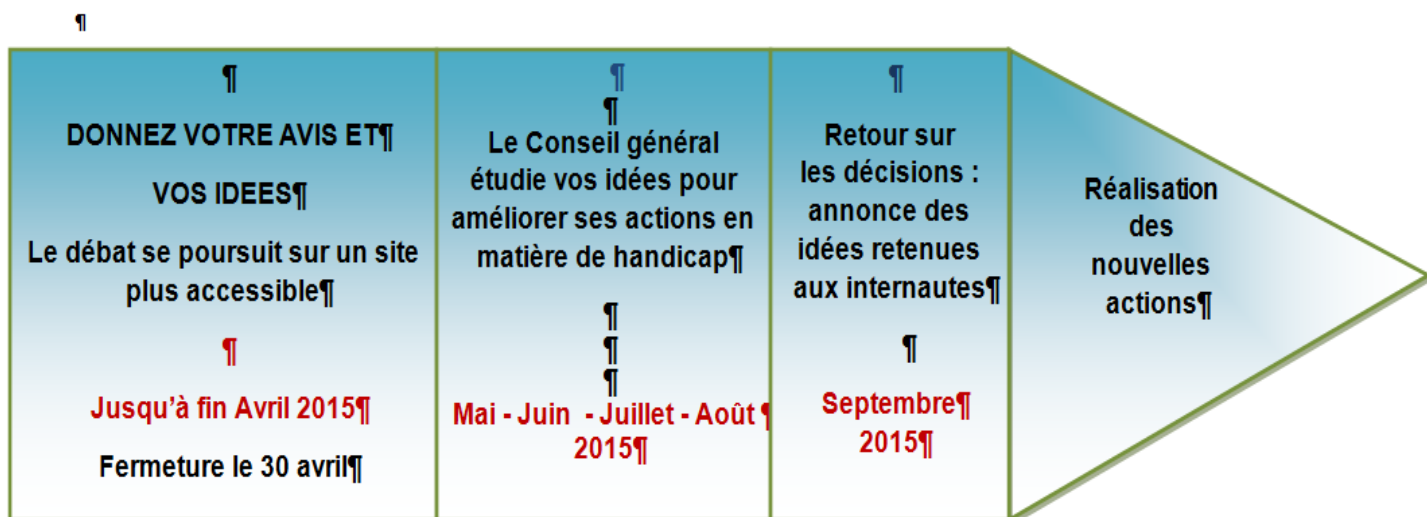 ¶
¶
DONNEZ VOTRE AVIS ET¶
VOS IDEES¶
Le débat se poursuit sur un site
plus accessible¶
¶
Jusqu'à fin Avril 2015¶
Fermeture le 30 avril¶
¶
¶
Le Conseil général
étudie vos idées pour
améliorer ses actions en
matière de handicap¶
¶
¶
¶
Mai - Juin - Juillet - Août ¶
2015¶
¶
Retour sur
les décisions :
annonce des
idées retenues
aux internautes¶
¶
Septembre¶
2015¶
Réalisation
des
nouvelles
actions¶